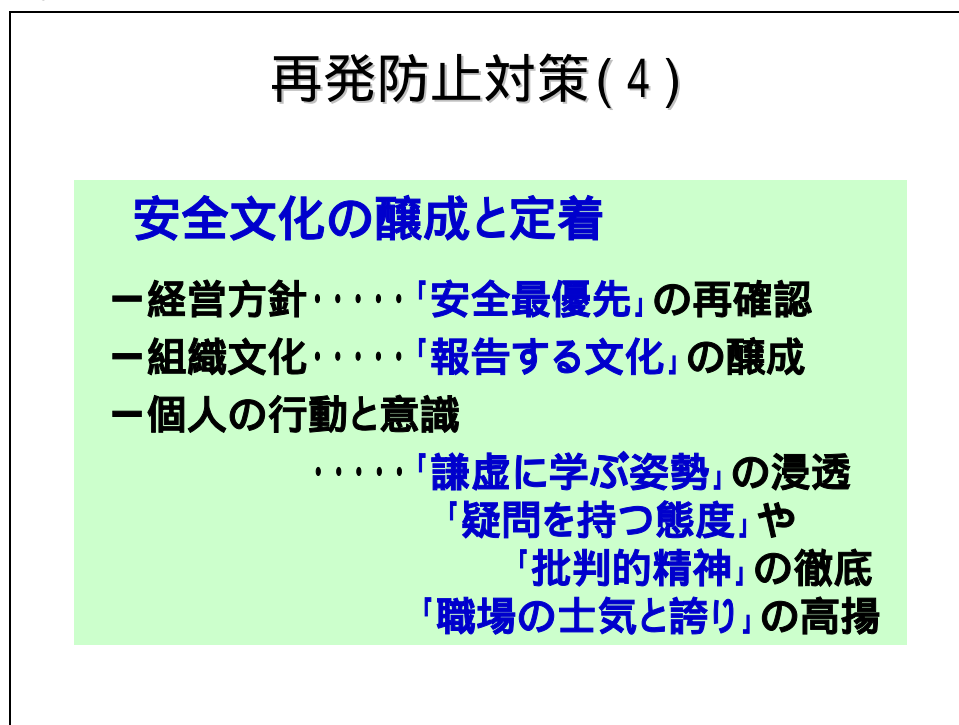 再発防止対策(4)
安全文化の醸成と定着
ー経営方針‥‥‥「安全最優先」の再確認
ー組織文化‥‥‥「報告する文化」の醸成
ー個人の行動と意識
‥‥‥「謙虚に学ぶ姿勢」の浸透
「疑問を持つ態度」や
「批判的精神」の徹底
「職場の士気と誇り」の高揚